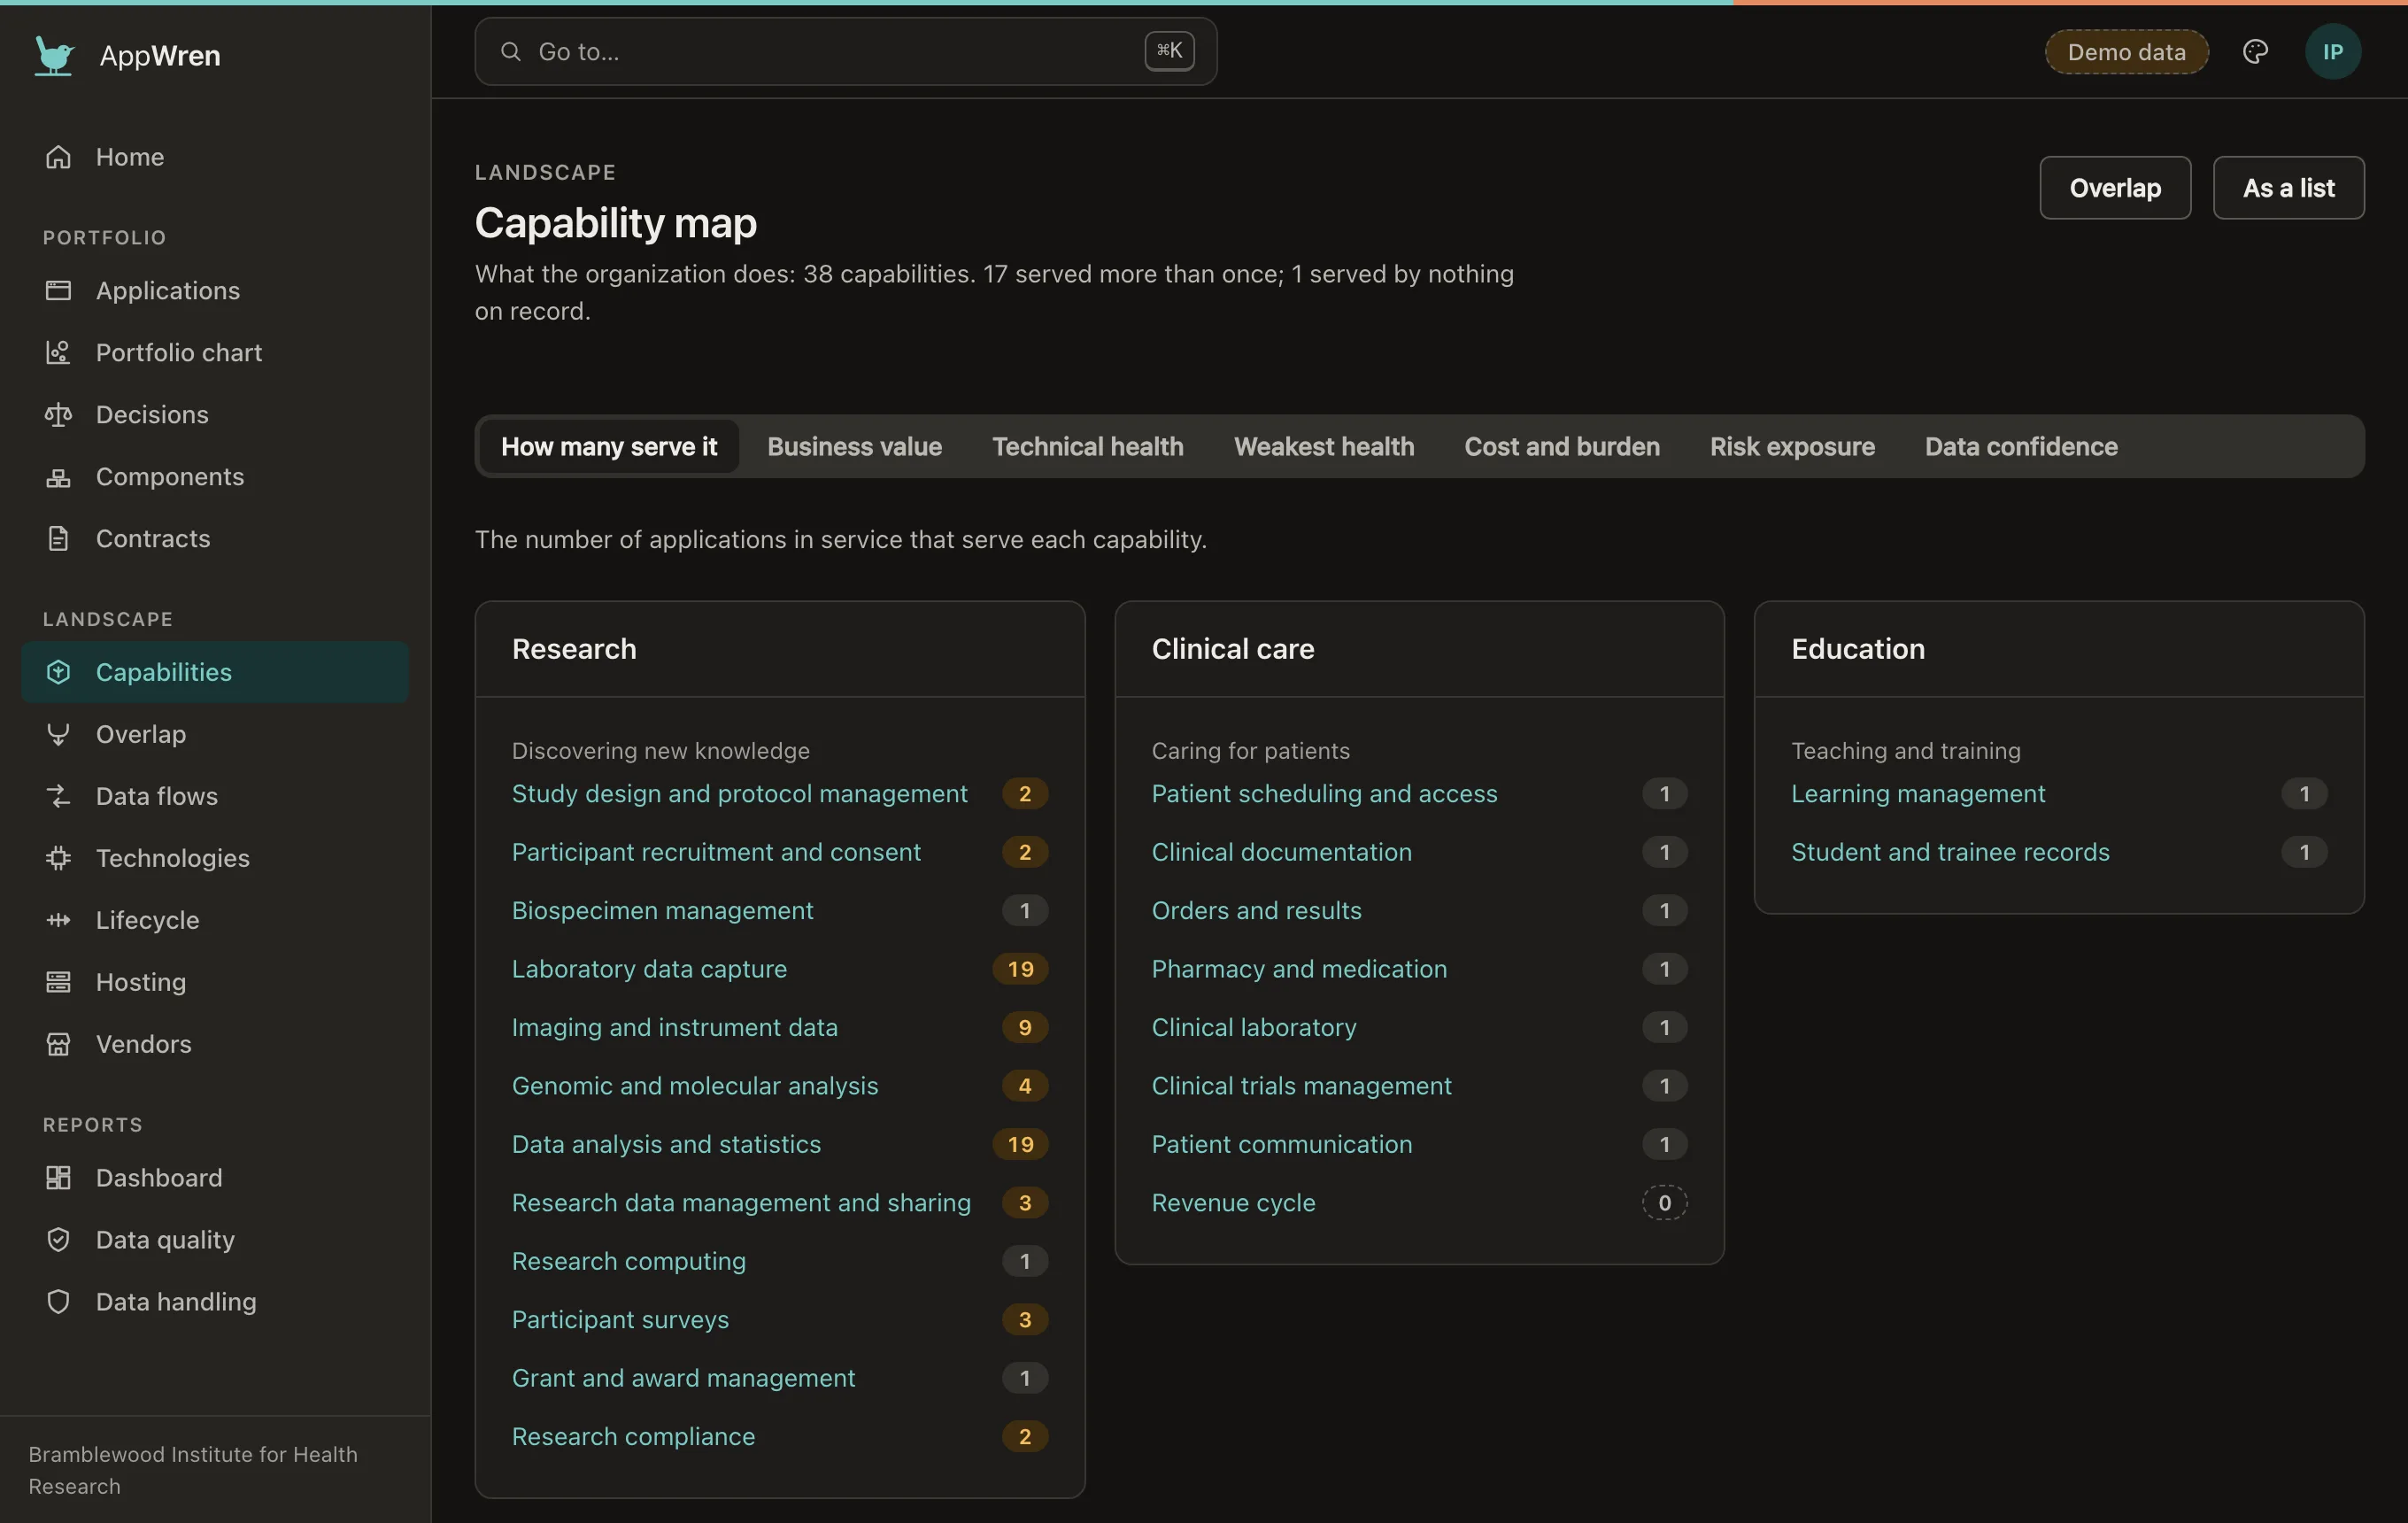 AppWren
Go to...
⌘K
Demo data
IP
Home
PORTFOLIO
Applications
Portfolio chart
Decisions
Components
Contracts
LANDSCAPE
Capabilities
Overlap
Data flows
Technologies
Lifecycle
Hosting
Vendors
REPORTS
Dashboard
Data quality
Data handling
Bramblewood Institute for Health
Research
LANDSCAPE
Capability map
What the organization does: 38 capabilities. 17 served more than once; 1 served by nothing
on record.
Overlap
As a list
How many serve it
Business value
Technical health
Weakest health
Cost and burden
Risk exposure
Data confidence
The number of applications in service that serve each capability.
Research
Discovering new knowledge
Study design and protocol management 2
Participant recruitment and consent 2
Biospecimen management 1
Laboratory data capture 19
Imaging and instrument data 9
Genomic and molecular analysis 4
Data analysis and statistics 19
Research data management and sharing 3
Research computing 1
Participant surveys 3
Grant and award management 1
Research compliance 2
Clinical care
Caring for patients
Patient scheduling and access 1
Clinical documentation 1
Orders and results 1
Pharmacy and medication 1
Clinical laboratory 1
Clinical trials management 1
Patient communication 1
Revenue cycle 0
Education
Teaching and training
Learning management 1
Student and trainee records 1